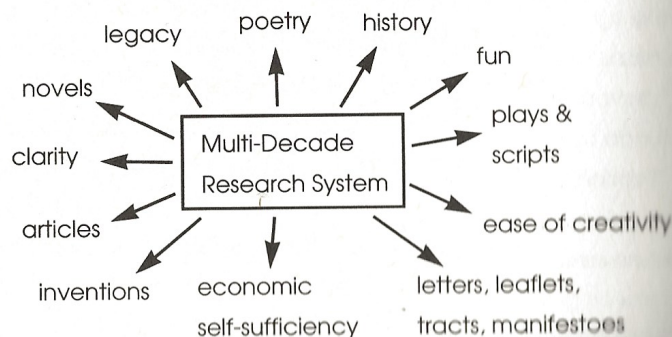 legacy
poetry
history
fun
novels
plays &
scripts
clarity
Multi-Decade
Research System
articles
ease of creativity
inventions
economic
self-sufficiency
letters, leaflets,
tracts, manifestoes